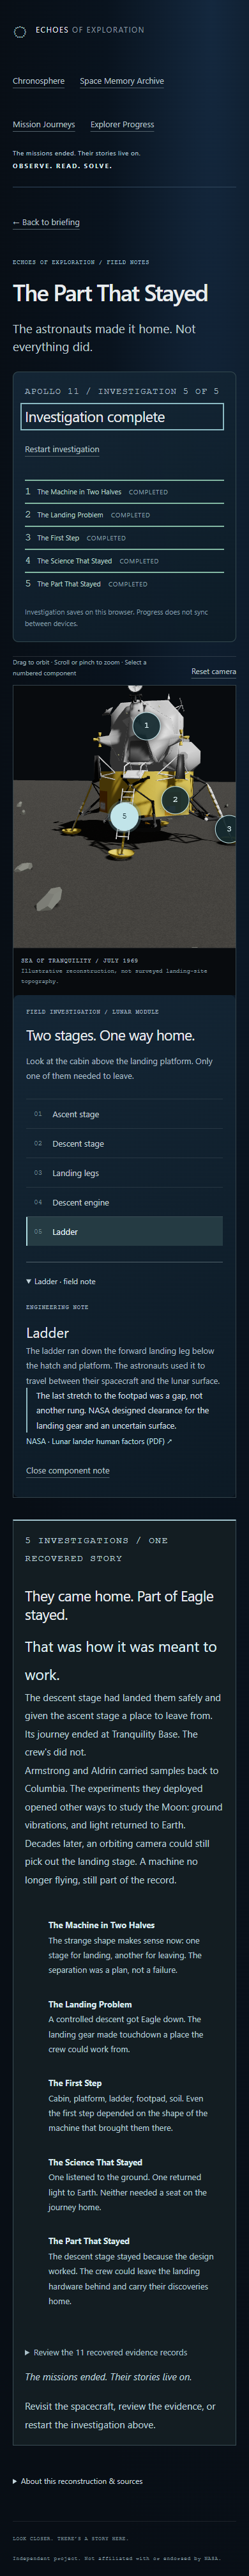 ECHOES OF EXPLORATION
Chronosphere Space Memory Archive
Mission Journeys Explorer Progress
The missions ended. Their stories live on.
OBSERVE. READ. SOLVE.
← Back to briefing
ECHOES OF EXPLORATION / FIELD NOTES
The Part That Stayed
The astronauts made it home. Not
everything did.
APOLLO 11 / INVESTIGATION 5 OF 5
Investigation complete
Restart investigation
1 The Machine in Two Halves COMPLETED
2 The Landing Problem COMPLETED
3 The First Step COMPLETED
4 The Science That Stayed COMPLETED
5 The Part That Stayed COMPLETED
Investigation saves on this browser. Progress does not sync
between devices.
Drag to orbit · Scroll or pinch to zoom · Select a
numbered component
Reset camera
1
2
5
3
SEA OF TRANQUILITY / JULY 1969
Illustrative reconstruction, not surveyed landing-site
topography.
FIELD INVESTIGATION / LUNAR MODULE
Two stages. One way home.
Look at the cabin above the landing platform. Only
one of them needed to leave.
01 Ascent stage
02 Descent stage
03 Landing legs
04 Descent engine
05 Ladder
▼ Ladder · field note
ENGINEERING NOTE
Ladder
The ladder ran down the forward landing leg below
the hatch and platform. The astronauts used it to
travel between their spacecraft and the lunar surface.
The last stretch to the footpad was a gap, not
another rung. NASA designed clearance for the
landing gear and an uncertain surface.
NASA · Lunar lander human factors (PDF) ↗
Close component note
5 INVESTIGATIONS / ONE
RECOVERED STORY
They came home. Part of Eagle
stayed.
That was how it was meant to
work.
The descent stage had landed them safely and
given the ascent stage a place to leave from.
Its journey ended at Tranquility Base. The
crew's did not.
Armstrong and Aldrin carried samples back to
Columbia. The experiments they deployed
opened other ways to study the Moon: ground
vibrations, and light returned to Earth.
Decades later, an orbiting camera could still
pick out the landing stage. A machine no
longer flying, still part of the record.
The Machine in Two Halves
The strange shape makes sense now: one
stage for landing, another for leaving. The
separation was a plan, not a failure.
The Landing Problem
A controlled descent got Eagle down. The
landing gear made touchdown a place the
crew could work from.
The First Step
Cabin, platform, ladder, footpad, soil. Even
the first step depended on the shape of the
machine that brought them there.
The Science That Stayed
One listened to the ground. One returned
light to Earth. Neither needed a seat on the
journey home.
The Part That Stayed
The descent stage stayed because the design
worked. The crew could leave the landing
hardware behind and carry their discoveries
home.
▶ Review the 11 recovered evidence records
The missions ended. Their stories live on.
Revisit the spacecraft, review the evidence, or
restart the investigation above.
▶ About this reconstruction & sources
LOOK CLOSER. THERE'S A STORY HERE.
Independent project. Not affiliated with or endorsed by NASA.